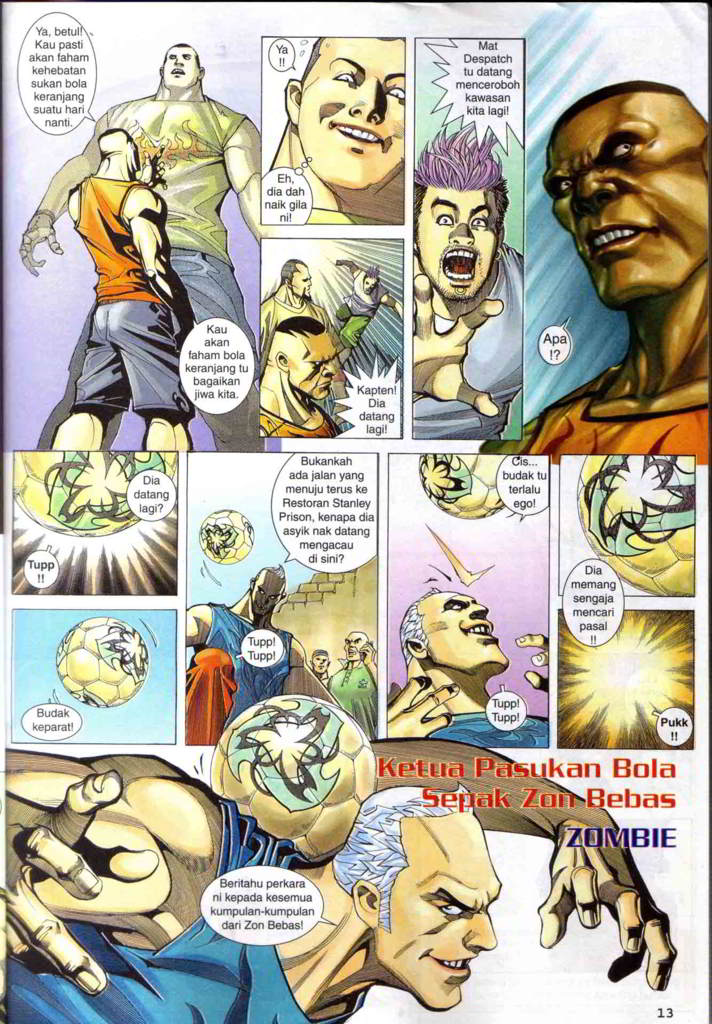 Ya, betul!
Kau pasti
akan faham
kehebatan
sukan bola
keranjang
suatu hari
nanti.
Kau
akan
faham bola
keranjang tu
bagaikan
jiwa kita.
Ya
!!
Eh,
dia dah
naik gila
ni!
Kapten!
Dia
datang
lagi!
Mat
Despatch
tu datang
menceroboh
kawasan
kita lagi!
Apa
!?
Dia
datang
lagi?
Tupp
!!
Budak
keparat!
Bukankah
ada jalan yang
menuju terus ke
Restoran Stanley
Prison, kenapa dia
asyik nak datang
mengacau
di sini?
Tupp!
Tupp!
Cis...
budak tu
terlalu
ego!
Tupp!
Tupp!
Dia
memang
sengaja
mencari
pasal
!!
Pukk
!!
Ketua Pasukan Bola
Sepak Zon Bebas
ZOMBIE
Beritahu perkara
ni kepada kesemua
kumpulan-kumpulan
dari Zon Bebas!
13